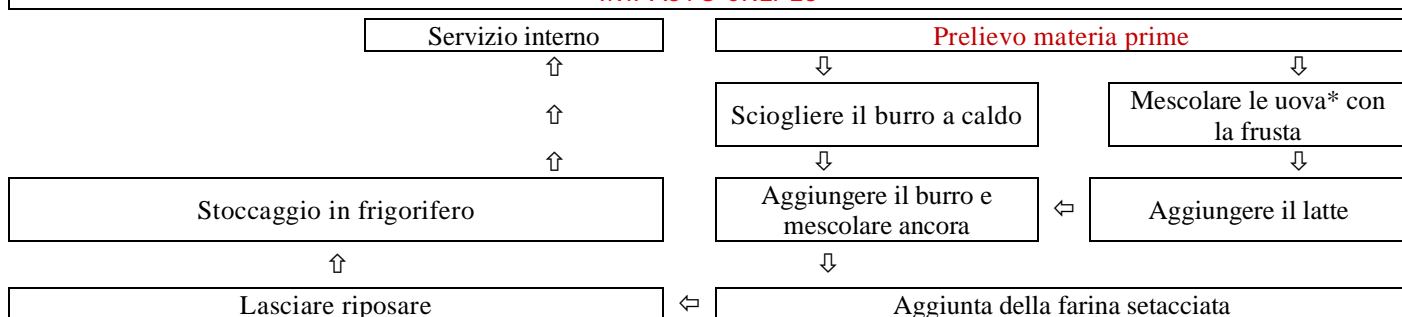 Servizio interno
Prelievo materia prime
Sciogliere il burro a caldo
Mescolare le uova* con
la frusta
Stoccaggio in frigorifero
Aggiungere il burro e
mescolare ancora
Aggiungere il latte
Lasciare riposare
Aggiunta della farina setacciata